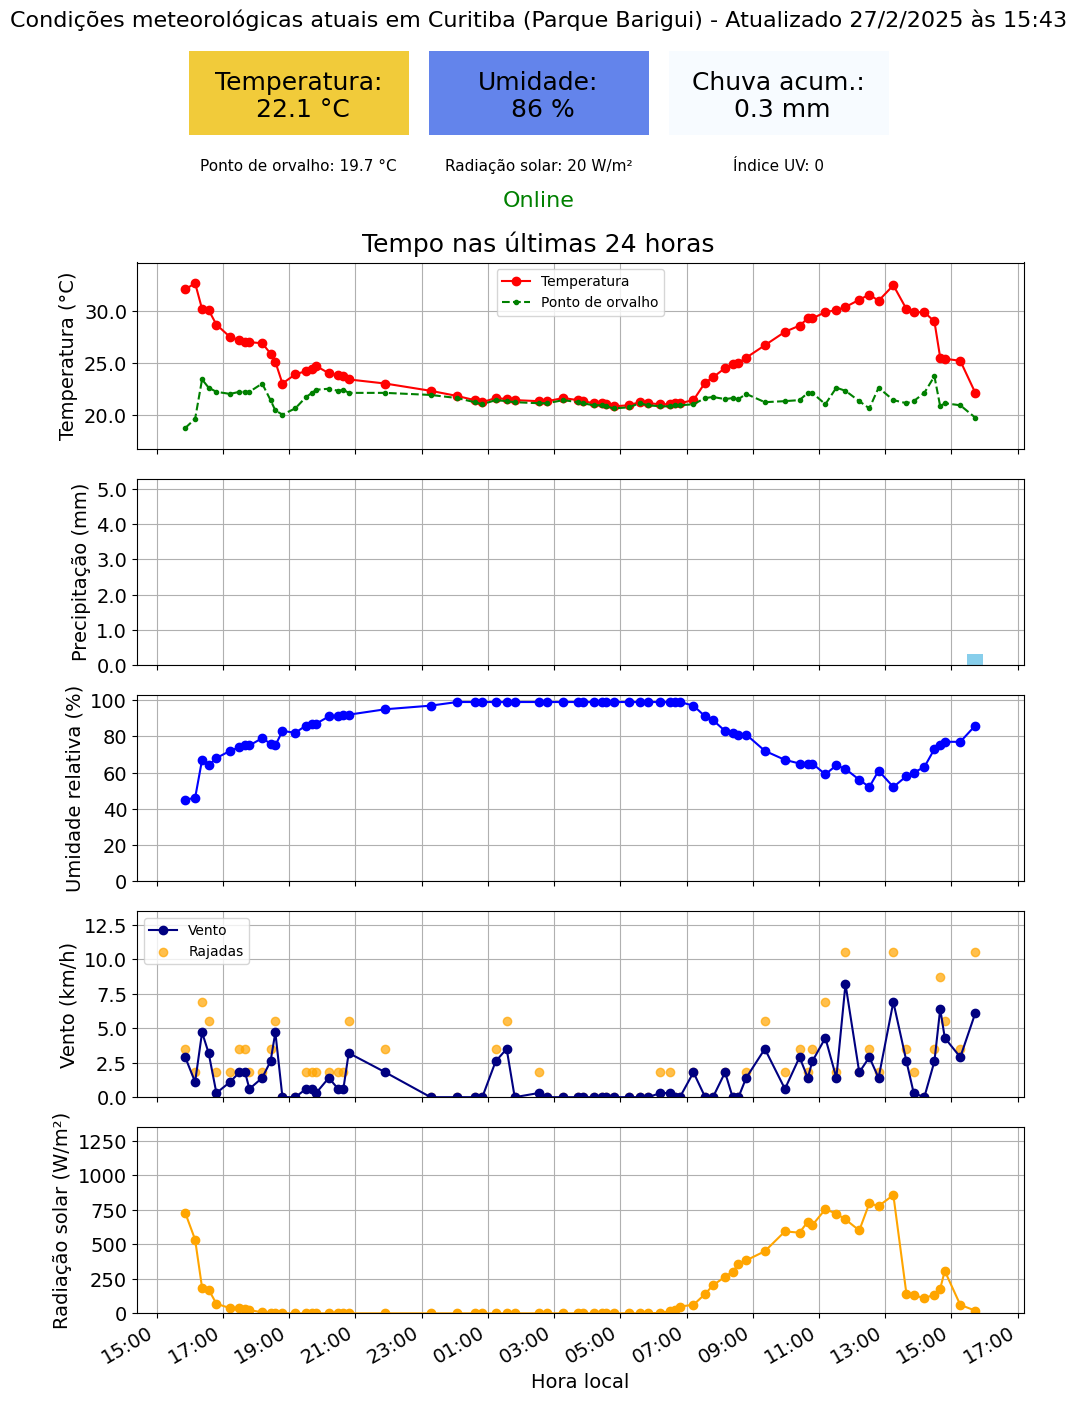 Condições meteorológicas atuais em Curitiba (Parque Barigui) - Atualizado 27/2/2025 às 15:43
Temperatura:
22.1 °C
Umidade:
86 %
Chuva acum.:
0.3 mm
Ponto de orvalho: 19.7 °C
Radiação solar: 20 W/m²
Índice UV: 0
Online
Tempo nas últimas 24 horas
Temperatura (°C)
30.0
25.0
20.0
Temperatura
Ponto de orvalho
Precipitação (mm)
5.0
4.0
3.0
2.0
1.0
0.0
Umidade relativa (%)
100
80
60
40
20
0
Vento (km/h)
12.5
10.0
7.5
5.0
2.5
0.0
Vento
Rajadas
Radiação solar (W/m²)
1250
1000
750
500
250
0
15:00
17:00
19:00
21:00
23:00
01:00
03:00
05:00
07:00
09:00
11:00
13:00
15:00
17:00
Hora local